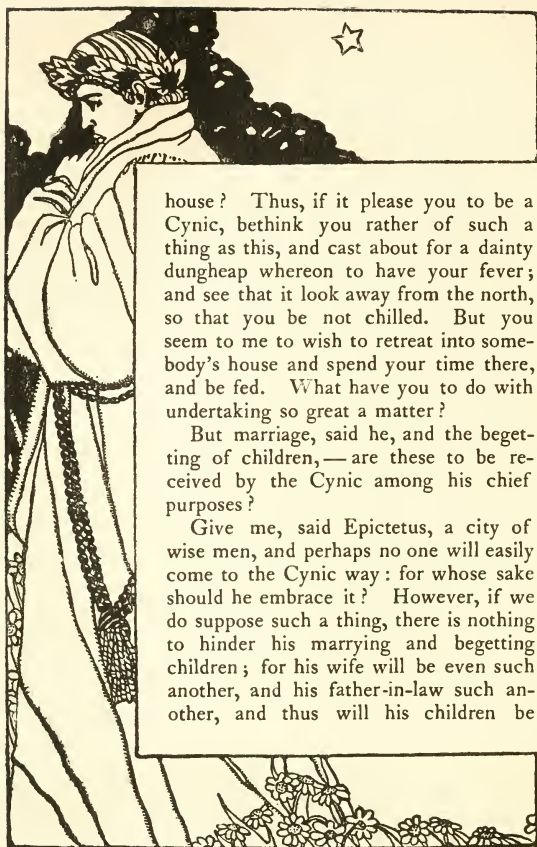 house ? Thus, if it please you to be a
Cynic, bethink you rather of such a
thing as this, and cast about for a dainty
dungheap whereon to have your fever;
and see that it look away from the north,
so that you be not chilled. But you
seem to me to wish to retreat into some-
body's house and spend your time there,
and be fed. What have you to do with
undertaking so great a matter ?
But marriage, said he, and the beget-
ting of children, — are these to be re-
ceived by the Cynic among his chief
purposes ?
Give me, said Epictetus, a city of
wise men, and perhaps no one will easily
come to the Cynic way : for whose sake
should he embrace it ? However, if we
do suppose such a thing, there is nothing
to hinder his marrying and begetting
children ; for his wife will be even such
another, and his father-in-law such an-
other, and thus will his children be